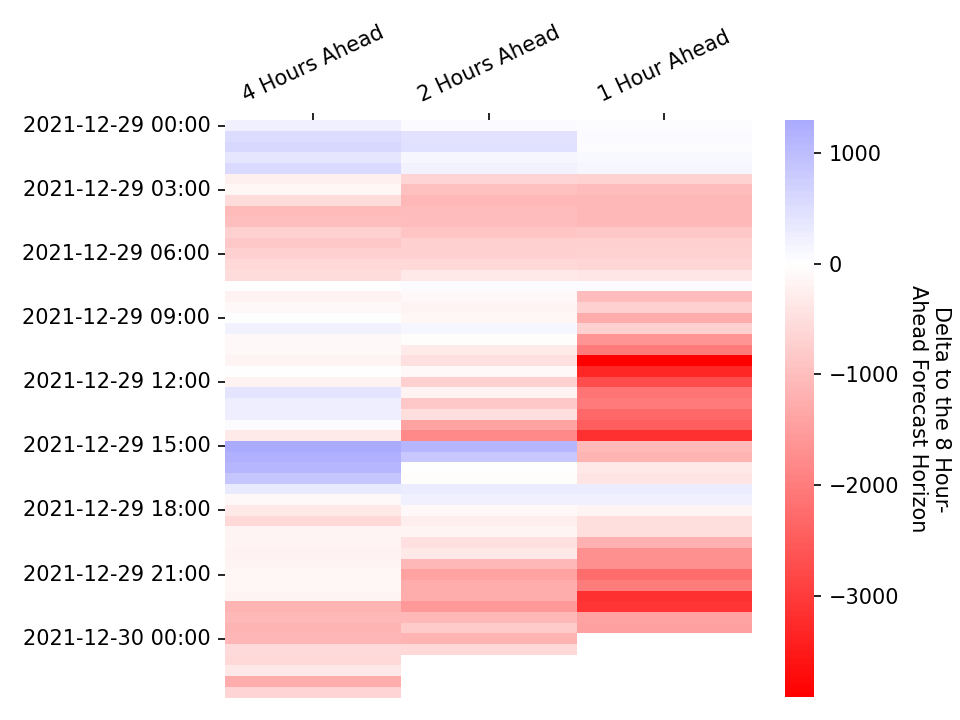 4 Hours Ahead
2 Hours Ahead
1 Hour Ahead
2021-12-29 00:00
2021-12-29 03:00
2021-12-29 06:00
2021-12-29 09:00
2021-12-29 12:00
2021-12-29 15:00
2021-12-29 18:00
2021-12-29 21:00
2021-12-30 00:00
1000
0
−1000
−2000
−3000
Delta to the 8 Hour-
Ahead Forecast Horizon